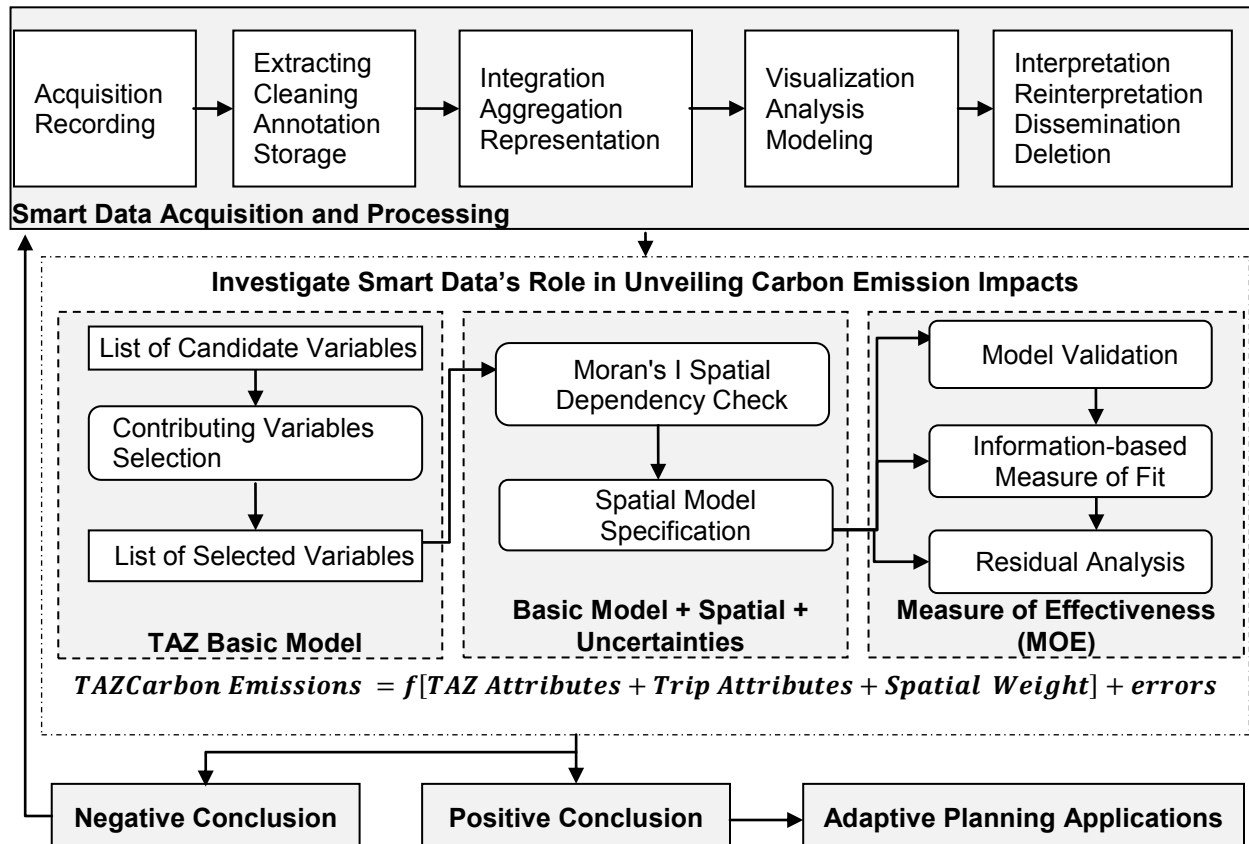 Acquisition
Recording
Extracting
Cleaning
Annotation
Storage
Integration
Aggregation
Representation
Visualization
Analysis
Modeling
Interpretation
Reinterpretation
Dissemination
Deletion
Smart Data Acquisition and Processing
Investigate Smart Data's Role in Unveiling Carbon Emission Impacts
List of Candidate Variables
Contributing Variables
Selection
List of Selected Variables
TAZ Basic Model
Moran's I Spatial
Dependency Check
Spatial Model
Specification
Basic Model + Spatial +
Uncertainties
Model Validation
Information-based
Measure of Fit
Residual Analysis
Measure of Effectiveness
(MOE)
TAZCarbon Emissions = f[TAZ Attributes + Trip Attributes + Spatial Weight] + errors
Negative Conclusion
Positive Conclusion
Adaptive Planning Applications